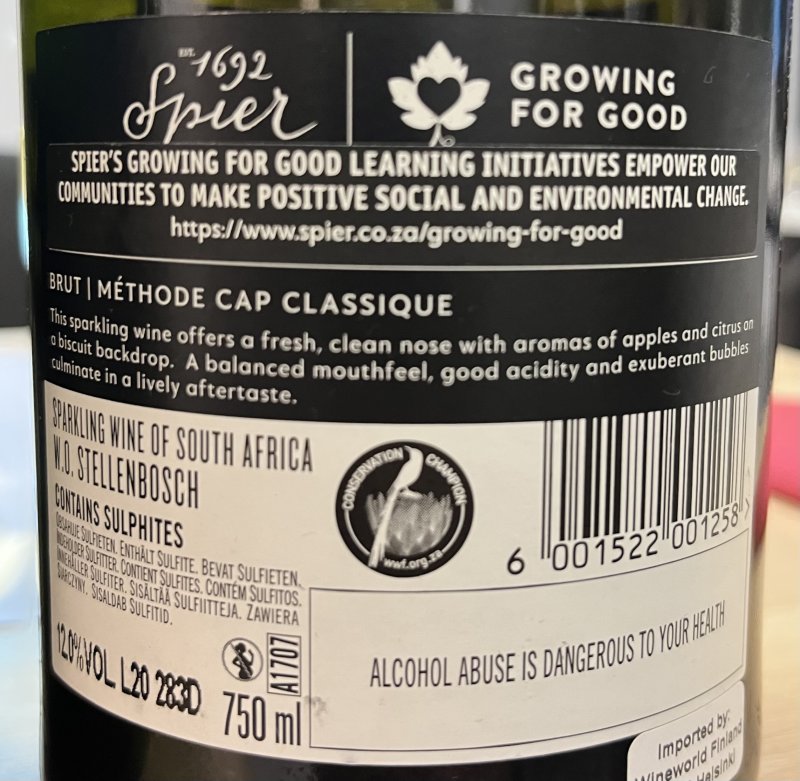 EST. 1692
Spier
GROWING
FOR GOOD
SPIER'S GROWING FOR GOOD LEARNING INITIATIVES EMPOWER OUR
COMMUNITIES TO MAKE POSITIVE SOCIAL AND ENVIRONMENTAL CHANGE.
https://www.spier.co.za/growing-for-good
BRUT | MÉTHODE CAP CLASSIQUE
This sparkling wine offers a fresh, clean nose with aromas of apples and citrus on
a biscuit backdrop. A balanced mouthfeel, good acidity and exuberant bubbles
culminate in a lively aftertaste.
SPARKLING WINE OF SOUTH AFRICA
W.O. STELLENBOSCH
CONTAINS SULPHITES
OBSAHUJE SULFIETEN. ENTHÄLT SULFITE. BEVAT SULFIETEN.
INDEHOLDER SULFITTER. CONTIENT SULFITES. CONTÉM SULFITOS.
INNEHÅLLER SULFITER. SISÄLTÄÄ SULFIITTEJA. ZAWIERA
SIARCZYNY. SISALDAB SULFITID.
12.0%VOL L20 283D
A1707
750 ml
CONSERVATION CHAMPION
wwf.org.za
6 001522 001258 >
ALCOHOL ABUSE IS DANGEROUS TO YOUR HEALTH
Imported by:
Wineworld Finland
Helsinki